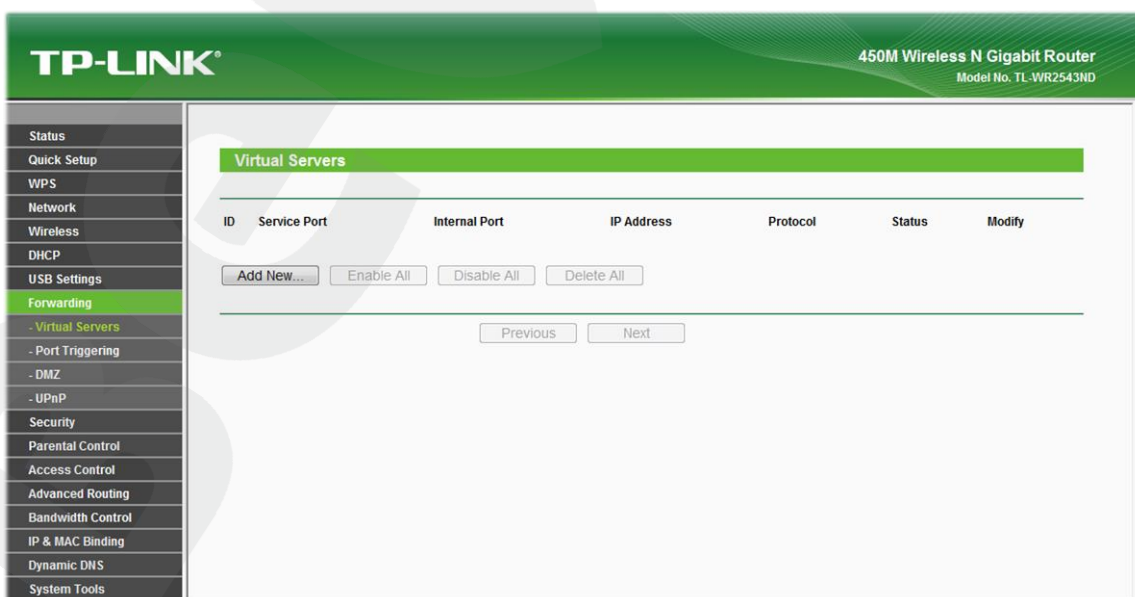 TP-LINK®
450M Wireless N Gigabit Router
Model No. TL-WR2543ND
Status
Quick Setup
WPS
Network
Wireless
DHCP
USB Settings
Forwarding
- Virtual Servers
- Port Triggering
- DMZ
- UPnP
Security
Parental Control
Access Control
Advanced Routing
Bandwidth Control
IP & MAC Binding
Dynamic DNS
System Tools
Virtual Servers
ID Service Port Internal Port IP Address Protocol Status Modify
Add New... Enable All Disable All Delete All
Previous Next